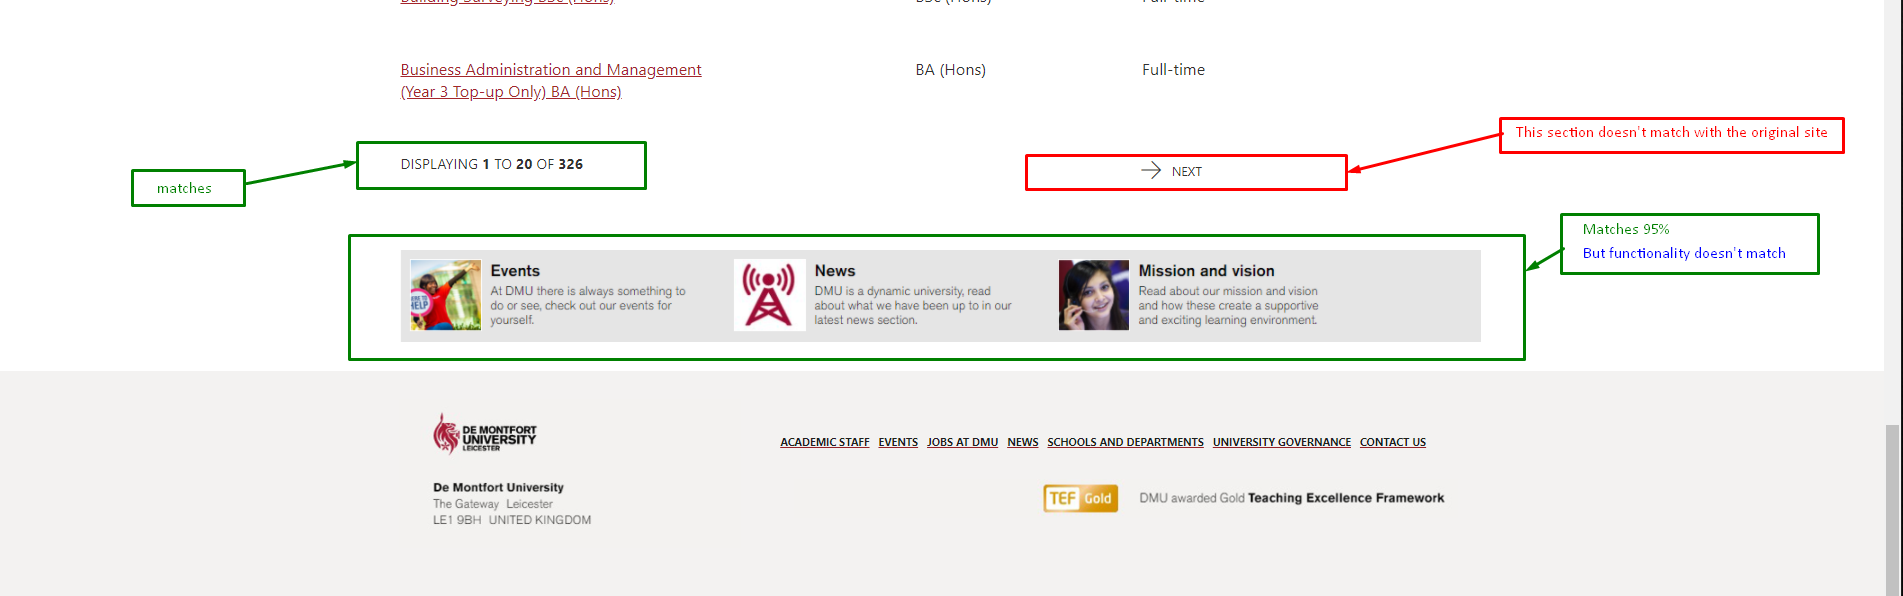 Building Surveying BSc (Hons)
BSc (Hons)
Full-time
Business Administration and Management
(Year 3 Top-up Only) BA (Hons)
BA (Hons)
Full-time
This section doesn't match with the original site
DISPLAYING 1 TO 20 OF 326
NEXT
matches
Matches 95%
But functionality doesn't match
Events
At DMU there is always something to
do or see, check out our events for
yourself.
News
DMU is a dynamic university, read
about what we have been up to in our
latest news section.
Mission and vision
Read about our mission and vision
and how these create a supportive
and exciting learning environment.
HELP
DE MONTFORT
UNIVERSITY
LEICESTER
ACADEMIC STAFF EVENTS JOBS AT DMU NEWS SCHOOLS AND DEPARTMENTS UNIVERSITY GOVERNANCE CONTACT US
De Montfort University
The Gateway Leicester
LE1 9BH UNITED KINGDOM
TEF Gold
DMU awarded Gold Teaching Excellence Framework